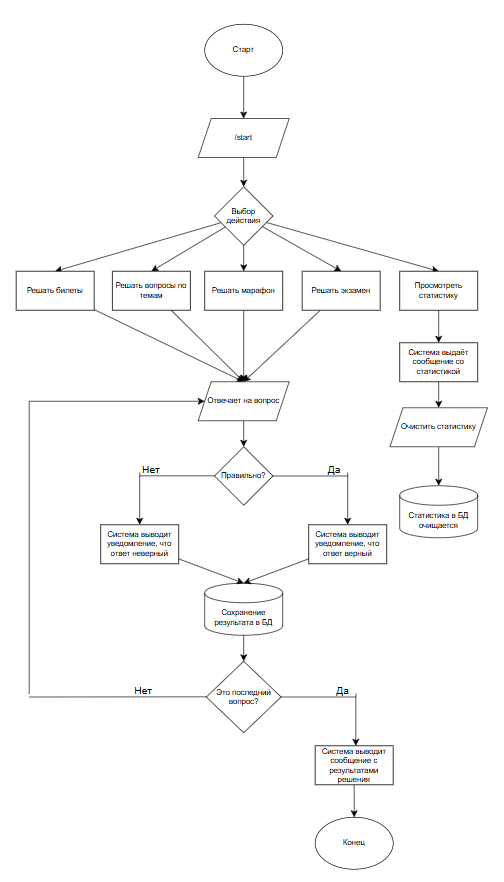 Старт
/start
Выбор
действия
Решать билеты
Решать вопросы по
темам
Решать марафон
Решать экзамен
Просмотреть
статистику
Система выдаёт
сообщение со
статистикой
Отвечает на вопрос
Очистить статистику
Нет
Правильно?
Да
Статистика в БД
очищается
Система выводит
уведомление, что
ответ неверный
Система выводит
уведомление, что
ответ верный
Сохранение
результата в БД
Нет
Это последний
вопрос?
Да
Система выводит
сообщение с
результатами
решения
Конец